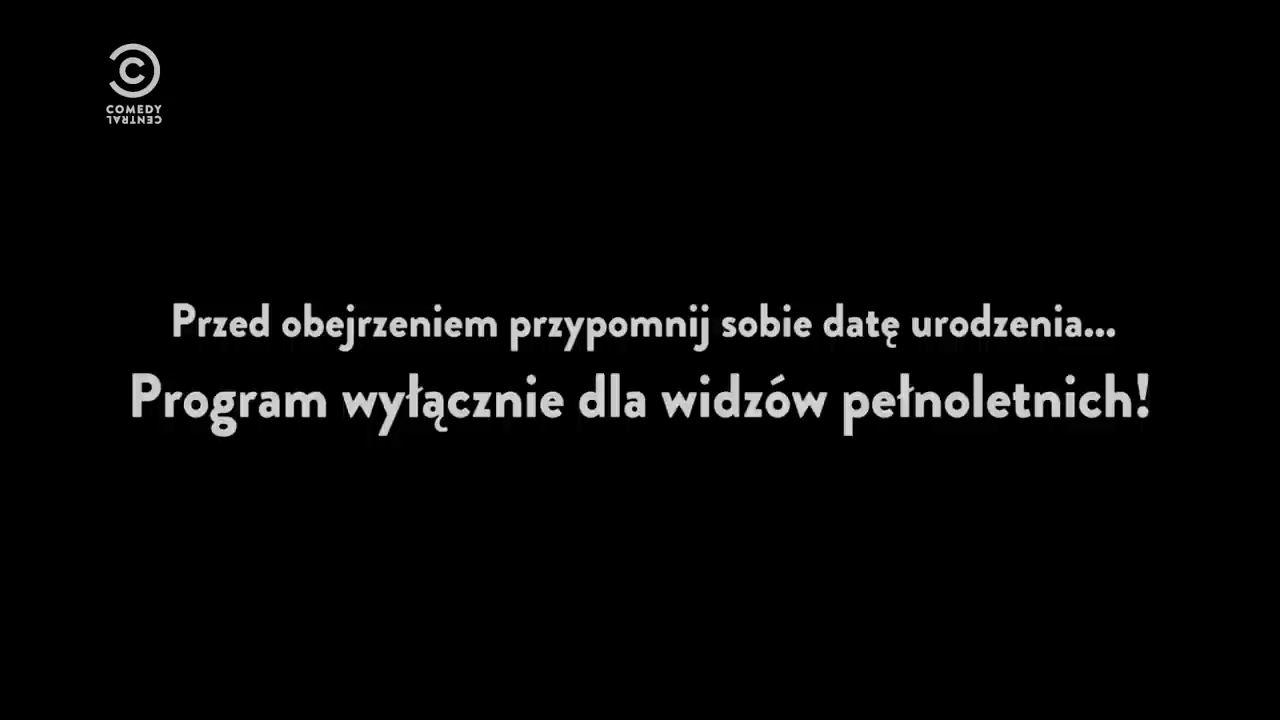 COMEDY
CENTRAL
Przed obejrzeniem przypomnij sobie datę urodzenia...
Program wyłącznie dla widzów pełnoletnich!